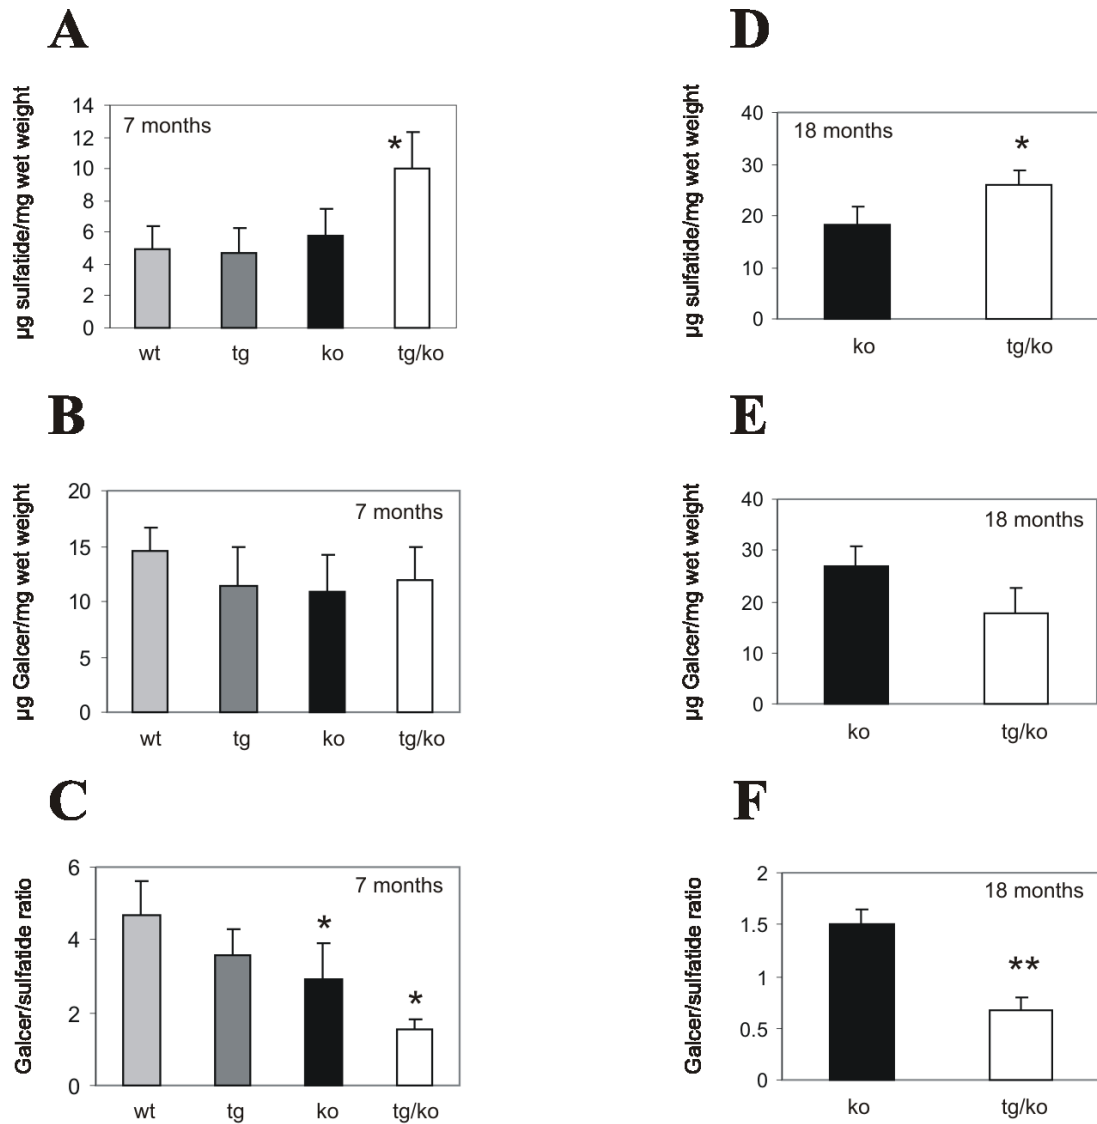 A
µg sulfatide/mg wet weight
14
12
10
8
6
4
2
0
7 months
*
wt tg ko tg/ko
B
µg Galcer/mg wet weight
20
15
10
5
0
7 months
wt tg ko tg/ko
C
Galcer/sulfatide ratio
6
4
2
0
7 months
*
*
wt tg ko tg/ko
D
µg sulfatide/mg wet weight
40
30
20
10
0
18 months
*
ko tg/ko
E
µg Galcer/mg wet weight
40
30
20
10
0
18 months
ko tg/ko
F
Galcer/sulfatide ratio
2
1.5
1
0.5
0
18 months
**
ko tg/ko